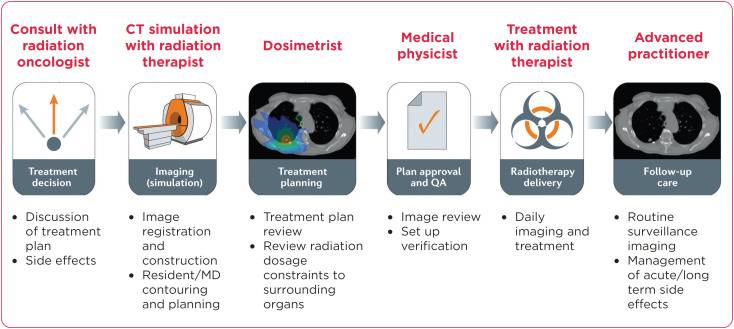 Consult with
radiation
oncologist
CT simulation
with radiation
therapist
Dosimetrist
Medical
physicist
Treatment
with radiation
therapist
Advanced
practitioner
Treatment
decision
Imaging
(simulation)
Treatment
planning
Plan approval
and QA
Radiotherapy
delivery
Follow-up
care
• Discussion
of treatment
plan
• Side effects
• Image
registration
and
construction
• Resident/MD
contouring
and planning
• Treatment plan
review
• Review radiation
dosage
constraints to
surrounding
organs
• Image review
• Set up
verification
• Daily
imaging and
treatment
• Routine
surveillance
imaging
• Management
of acute/long
term side
effects